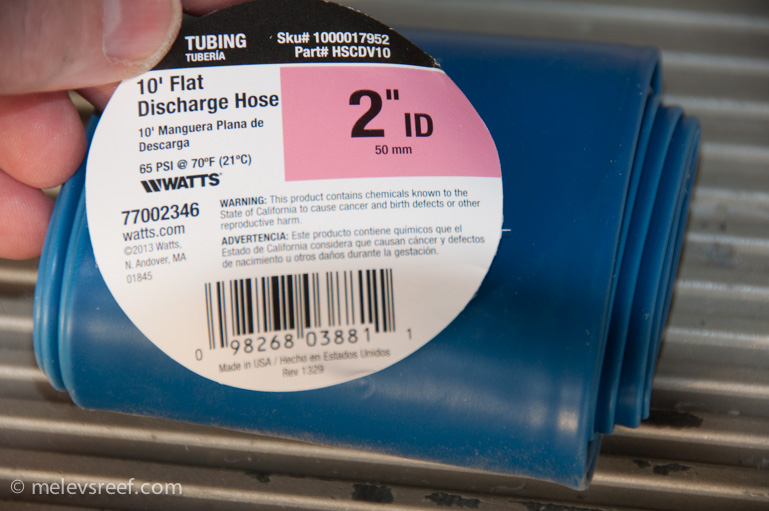 TUBING
TUBERÍA
Sku# 1000017952
Part# HSCDV10
10' Flat
Discharge Hose
10' Manguera Plana de
Descarga
65 PSI @ 70ºF (21ºC)
WATTS®
2" ID
50 mm
77002346
watts.com
©2013 Watts,
N. Andover, MA
01845
WARNING: This product contains chemicals known to the
State of California to cause cancer and birth defects or other
reproductive harm.
ADVERTENCIA: Este producto contiene químicos que el
Estado de California considera que causan cáncer y defectos
de nacimiento u otros daños durante la gestación.
0 98268 03881 1
Made in USA / Hecho en Estados Unidos
Rev 1329
© melevsreef.com